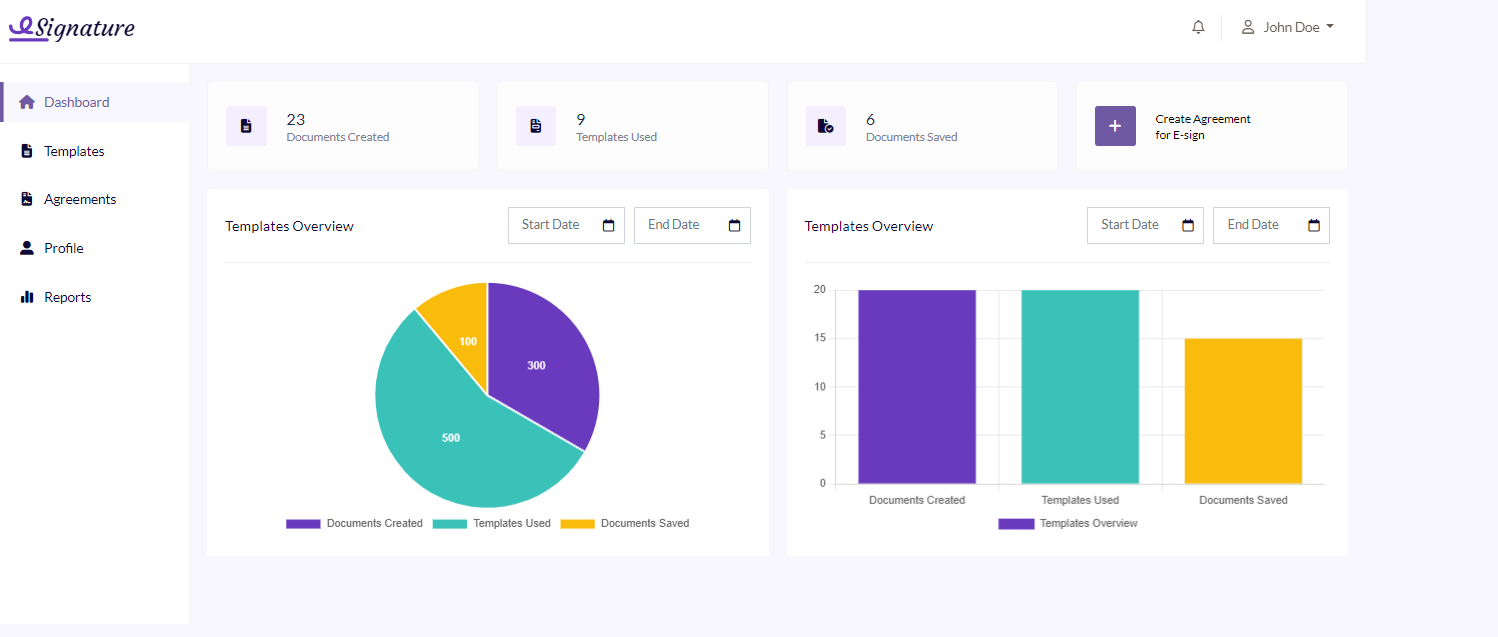 eSignature
John Doe
Dashboard
Templates
Agreements
Profile
Reports
23
Documents Created
9
Templates Used
6
Documents Saved
Create Agreement
for E-sign
Templates Overview
Start Date
End Date
100
300
500
Documents Created Templates Used Documents Saved
Templates Overview
Start Date
End Date
20
15
10
5
0
Documents Created Templates Used Documents Saved
Templates Overview